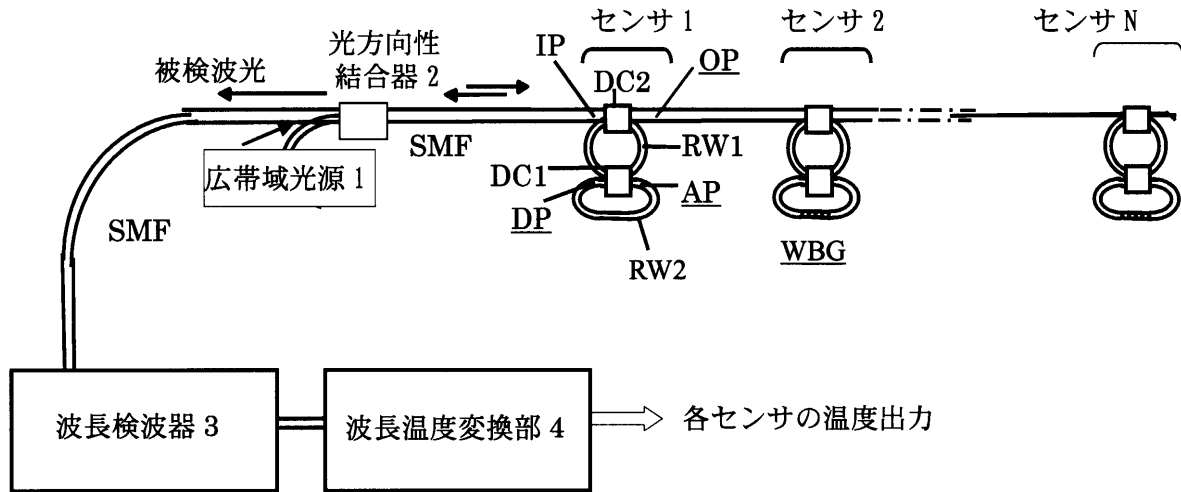 センサ 1
センサ 2
センサ N
光方向性
結合器 2
被検波光
IP
OP
DC2
SMF
RW1
広帯域光源 1
DC1
AP
DP
SMF
WBG
RW2
波長検波器 3
波長温度変換部 4
各センサの温度出力